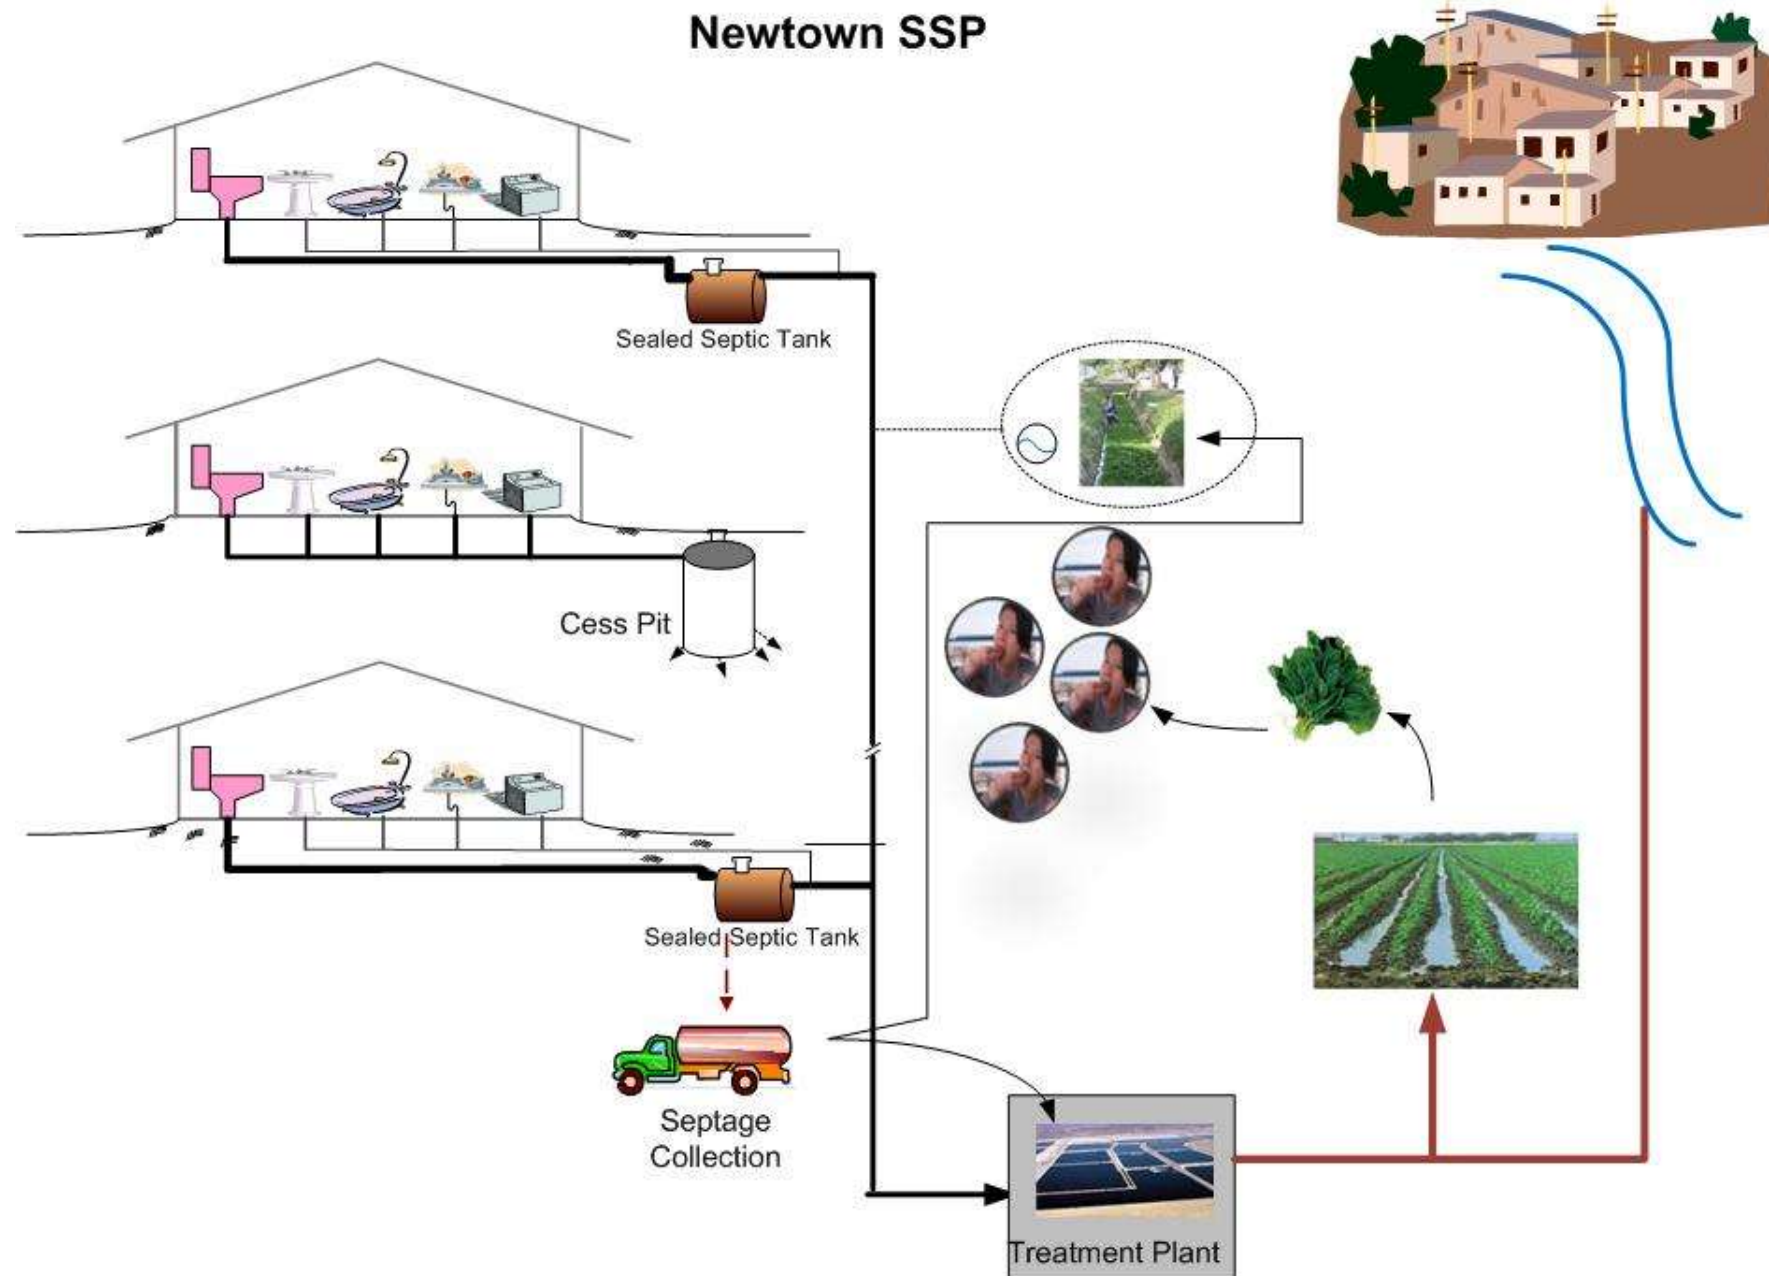 Newtown SSP
Sealed Septic Tank
Cess Pit
Sealed Septic Tank
Septage
Collection
Treatment Plant